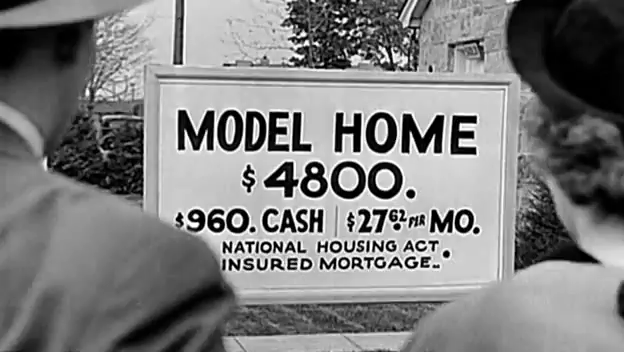 MODEL HOME
$4800.
$960. CASH | $27.62 PER MO.
NATIONAL HOUSING ACT
INSURED MORTGAGE..